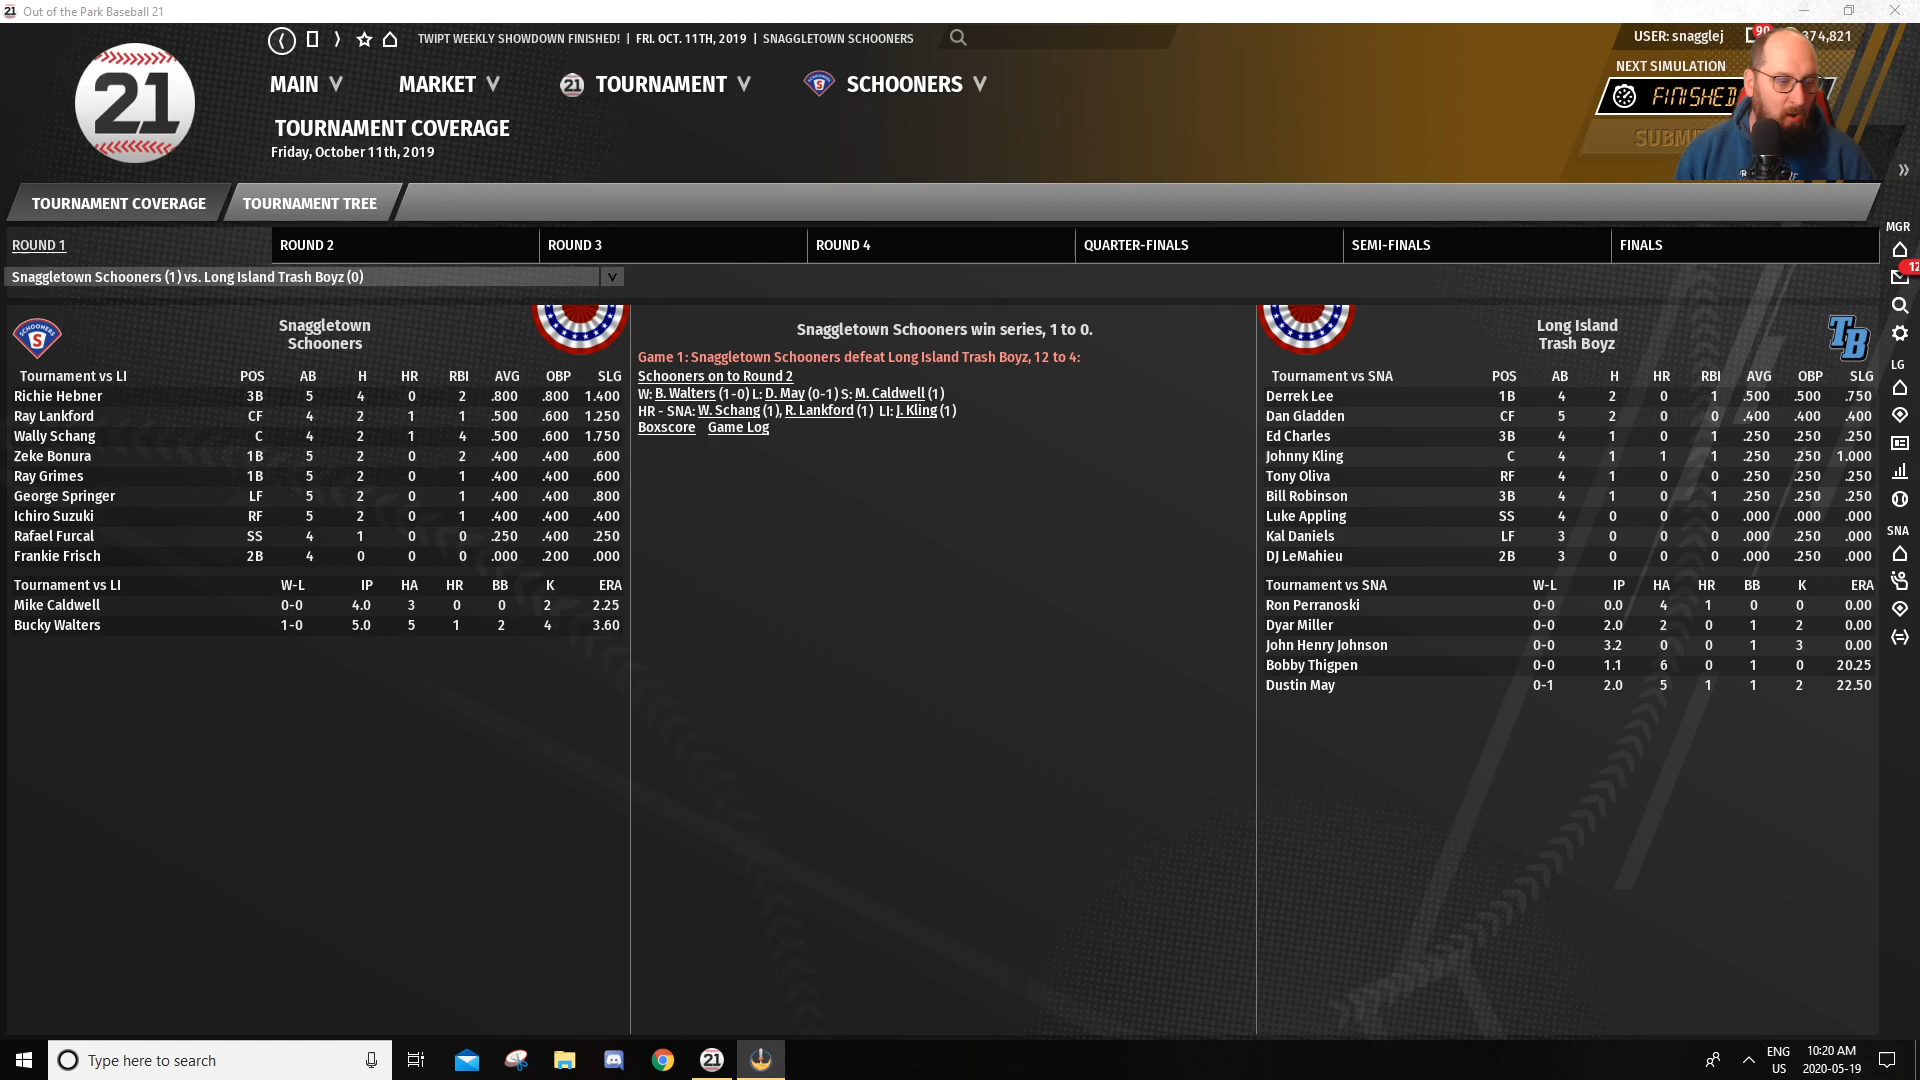 Out of the Park Baseball 21
TWIPT WEEKLY SHOWDOWN FINISHED! | FRI. OCT. 11TH, 2019 | SNAGGLETOWN SCHOONERS
USER: snagglej 90 374,821
21
MAIN MARKET 21 TOURNAMENT SCHOONERS
NEXT SIMULATION
FINISHED
SUBM
TOURNAMENT COVERAGE
Friday, October 11th, 2019
TOURNAMENT COVERAGE TOURNAMENT TREE
ROUND 1 ROUND 2 ROUND 3 ROUND 4 QUARTER-FINALS SEMI-FINALS FINALS
Snaggletown Schooners (1) vs. Long Island Trash Boyz (0)
SCHOONERS S
Snaggletown
Schooners
Tournament vs LI POS AB H HR RBI AVG OBP SLG
Richie Hebner 3B 5 4 0 2 .800 .800 1.400
Ray Lankford CF 4 2 1 1 .500 .600 1.250
Wally Schang C 4 2 1 4 .500 .600 1.750
Zeke Bonura 1B 5 2 0 2 .400 .400 .600
Ray Grimes 1B 5 2 0 1 .400 .400 .600
George Springer LF 5 2 0 1 .400 .400 .800
Ichiro Suzuki RF 5 2 0 1 .400 .400 .400
Rafael Furcal SS 4 1 0 0 .250 .400 .250
Frankie Frisch 2B 4 0 0 0 .000 .200 .000
Tournament vs LI W-L IP HA HR BB K ERA
Mike Caldwell 0-0 4.0 3 0 0 2 2.25
Bucky Walters 1-0 5.0 5 1 2 4 3.60
Snaggletown Schooners win series, 1 to 0.
Game 1: Snaggletown Schooners defeat Long Island Trash Boyz, 12 to 4:
Schooners on to Round 2
W: B. Walters (1-0) L: D. May (0-1) S: M. Caldwell (1)
HR - SNA: W. Schang (1), R. Lankford (1) LI: J. Kling (1)
Boxscore Game Log
Long Island
Trash Boyz
TB
Tournament vs SNA POS AB H HR RBI AVG OBP SLG
Derrek Lee 1B 4 2 0 1 .500 .500 .750
Dan Gladden CF 5 2 0 0 .400 .400 .400
Ed Charles 3B 4 1 0 1 .250 .250 .250
Johnny Kling C 4 1 1 1 .250 .250 1.000
Tony Oliva RF 4 1 0 0 .250 .250 .250
Bill Robinson 3B 4 1 0 1 .250 .250 .250
Luke Appling SS 4 0 0 0 .000 .000 .000
Kal Daniels LF 3 0 0 0 .000 .250 .000
DJ LeMahieu 2B 3 0 0 0 .000 .250 .000
Tournament vs SNA W-L IP HA HR BB K ERA
Ron Perranoski 0-0 0.0 4 1 0 0 0.00
Dyar Miller 0-0 2.0 2 0 1 2 0.00
John Henry Johnson 0-0 3.2 0 0 1 3 0.00
Bobby Thigpen 0-0 1.1 6 0 1 0 20.25
Dustin May 0-1 2.0 5 1 1 2 22.50
MGR
12
LG
SNA
Type here to search
21
ENG
US
10:20 AM
2020-05-19